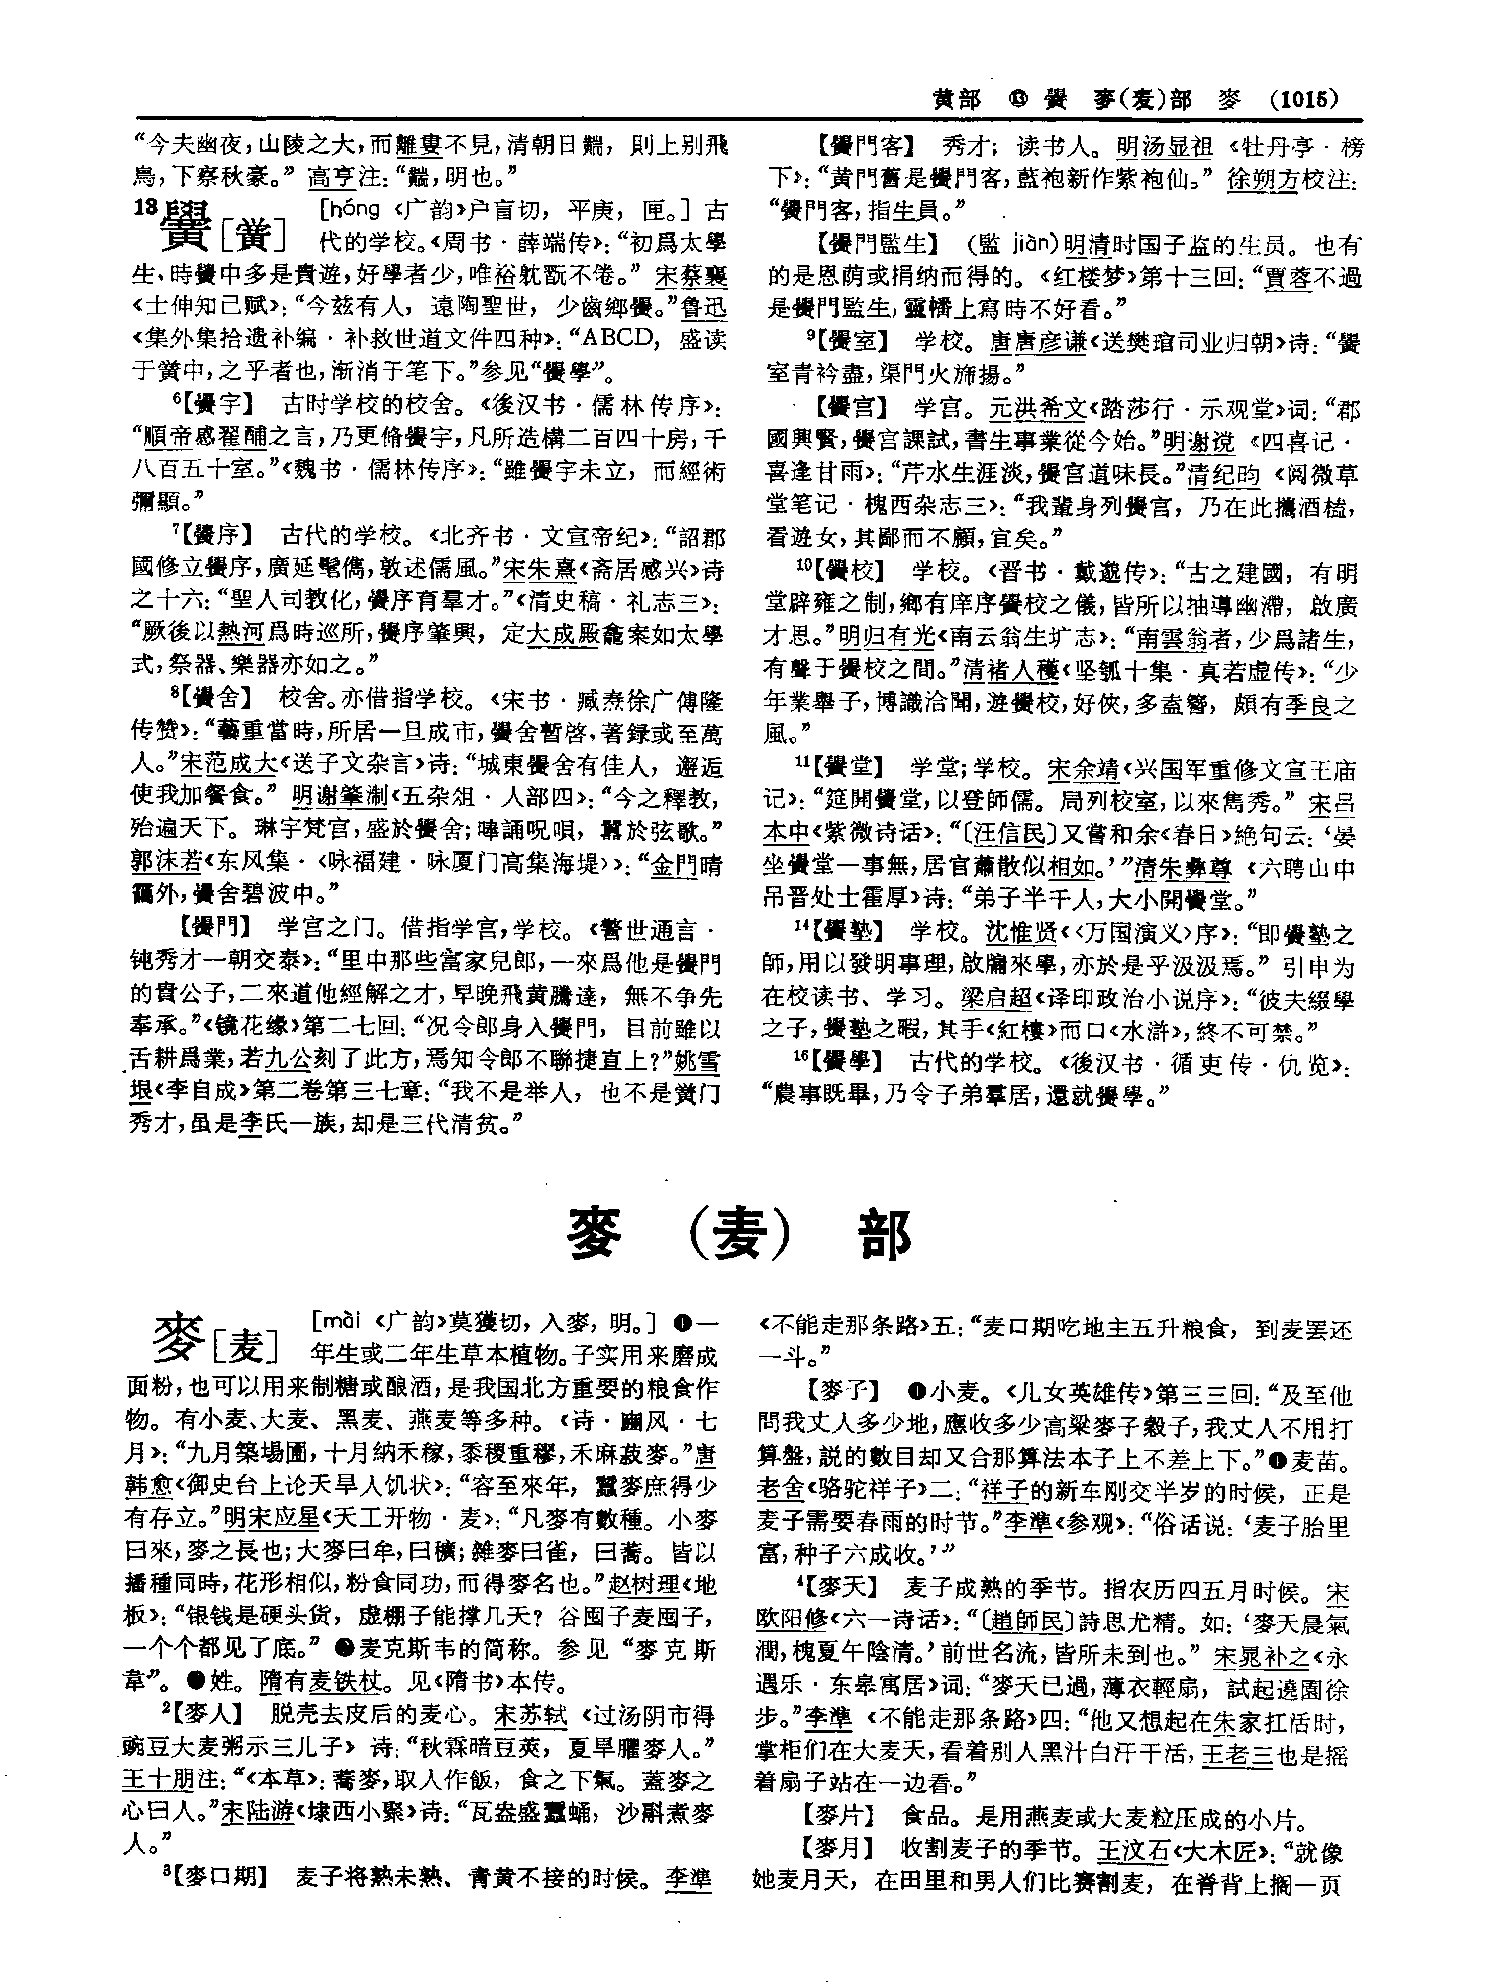 黄部 ⑬ 黌 麥(麦)部 麥 (1015)
“今夫幽夜，山陵之大，而離婁不見，清朝日黈，則上别飛
鳥，下察秋豪。”高亨注：“黈，明也。”
13 黌[黉] [hóng《广韵》户盲切，平庚，匣。]古
代的学校。《周书·薛端传》：“初爲太學
生，時黌中多是貴遊，好學者少，唯裕躭翫不倦。”宋蔡襄
《士伸知己赋》：“今兹有人，遠陶聖世，少齒鄉黌。”鲁迅
《集外集拾遗补编·补救世道文件四种》：“ABCD，盛读
于黉中，之乎者也，渐消于笔下。”参见“黌學”。
6【黌宇】 古时学校的校舍。《後汉书·儒林传序》：
“順帝感翟酺之言，乃更脩黌宇，凡所造構二百四十房，千
八百五十室。”《魏书·儒林传序》：“雖黌宇未立，而經術
彌顯。”
7【黌序】 古代的学校。《北齐书·文宣帝纪》：“詔郡
國修立黌序，廣延髦儁，敦述儒風。”宋朱熹《斋居感兴》诗
之十六：“聖人司教化，黌序育羣才。”《清史稿·礼志三》：
“厥後以熱河爲時巡所，黌序肇興，定大成殿龕案如太學
式，祭器、樂器亦如之。”
8【黌舍】 校舍。亦借指学校。《宋书·臧焘徐广傅隆
传赞》：“藝重當時，所居一旦成市，黌舍暫啓，著録或至萬
人。”宋范成大《送子文杂言》诗：“城東黌舍有佳人，邂逅
使我加餐食。”明谢肇淛《五杂俎·人部四》：“今之釋教，
殆遍天下。琳宇梵宫，盛於黌舍；嘩誦呪唄，囂於弦歌。”
郭沫若《东风集·〈咏福建·咏厦门高集海堤〉》：“金門晴
靄外，黌舍碧波中。”
【黌門】 学宫之门。借指学宫，学校。《警世通言·
钝秀才一朝交泰》：“里中那些富家兒郎，一來爲他是黌門
的貴公子，二來道他經解之才，早晚飛黄騰達，無不争先
奉承。”《镜花缘》第二七回：“况令郎身入黌門，目前雖以
舌耕爲業，若九公刻了此方，焉知令郎不聯捷直上？”姚雪
垠《李自成》第二卷第三七章：“我不是举人，也不是黉门
秀才，虽是李氏一族，却是三代清贫。”
【黌門客】 秀才；读书人。明汤显祖《牡丹亭·榜
下》：“黄門舊是黌門客，藍袍新作紫袍仙。”徐朔方校注：
“黌門客，指生員。”
【黌門監生】 (監 jiàn)明清时国子监的生员。也有
的是恩荫或捐纳而得的。《红楼梦》第十三回：“賈蓉不過
是黌門監生，靈幡上寫時不好看。”
9【黌室】 学校。唐唐彦谦《送樊琯司业归朝》诗：“黌
室青衿盡，渠門火旆揚。”
【黌宫】 学宫。元洪希文《踏莎行·示观堂》词：“郡
國興賢，黌宫課試，書生事業從今始。”明谢谠《四喜记·
喜逢甘雨》：“芹水生涯淡，黌宫道味長。”清纪昀《阅微草
堂笔记·槐西杂志三》：“我輩身列黌宫，乃在此攜酒榼，
看遊女，其鄙而不顧，宜矣。”
10【黌校】 学校。《晋书·戴邈传》：“古之建國，有明
堂辟雍之制，鄉有庠序黌校之儀，皆所以抽導幽滯，啟廣
才思。”明归有光《南云翁生圹志》：“南雲翁者，少爲諸生，
有聲于黌校之間。”清褚人穫《坚瓠十集·真若虚传》：“少
年業舉子，博識洽聞，遊黌校，好俠，多盍簪，頗有季良之
風。”
11【黌堂】 学堂；学校。宋余靖《兴国军重修文宣王庙
记》：“筵開黌堂，以登師儒。局列校室，以來雋秀。”宋吕
本中《紫微诗话》：“〔汪信民〕又嘗和余《春日》絶句云：‘晏
坐黌堂一事無，居官蕭散似相如。’”清朱彝尊《六聘山中
吊晋处士霍厚》诗：“弟子半千人，大小開黌堂。”
14【黌塾】 学校。沈惟贤《〈万国演义〉序》：“即黌塾之
師，用以發明事理，啟牖來學，亦於是乎汲汲焉。”引申为
在校读书、学习。梁启超《译印政治小说序》：“彼夫綴學
之子，黌塾之暇，其手《紅樓》而口《水滸》，終不可禁。”
16【黌學】 古代的学校。《後汉书·循吏传·仇览》：
“農事既畢，乃令子弟羣居，還就黌學。”
麥 (麦) 部
麥[麦] [mài《广韵》莫獲切，入麥，明。]❶一
年生或二年生草本植物。子实用来磨成
面粉，也可以用来制糖或酿酒，是我国北方重要的粮食作
物。有小麦、大麦、黑麦、燕麦等多种。《诗·豳风·七
月》：“九月築場圃，十月納禾稼，黍稷重穋，禾麻菽麥。”唐
韩愈《御史台上论天旱人饥状》：“容至來年，蠶麥庶得少
有存立。”明宋应星《天工开物·麦》：“凡麥有數種。小麥
曰來，麥之長也；大麥曰牟，曰穬；雜麥曰雀，曰蕎。皆以
播種同時，花形相似，粉食同功，而得麥名也。”赵树理《地
板》：“银钱是硬头货，虚棚子能撑几天？谷囤子麦囤子，
一个个都见了底。”❷麦克斯韦的简称。参见“麥克斯
韋”。❸姓。隋有麦铁杖。见《隋书》本传。
2【麥人】 脱壳去皮后的麦心。宋苏轼《过汤阴市得
豌豆大麦粥示三儿子》诗：“秋霖暗豆莢，夏旱臞麥人。”
王十朋注：“《本草》：蕎麥，取人作飯，食之下氣。蓋麥之
心曰人。”宋陆游《埭西小聚》诗：“瓦盎盛蠶蛹，沙斛煮麥
人。”
3【麥口期】 麦子将熟未熟、青黄不接的时候。李準
《不能走那条路》五：“麦口期吃地主五升粮食，到麦罢还
一斗。”
【麥子】 ❶小麦。《儿女英雄传》第三三回：“及至他
問我丈人多少地，應收多少高粱麥子穀子，我丈人不用打
算盤，説的數目却又合那算法本子上不差上下。”❷麦苗。
老舍《骆驼祥子》二：“祥子的新车刚交半岁的时候，正是
麦子需要春雨的时节。”李準《参观》：“俗话说：‘麦子胎里
富，种子六成收。’”
4【麥天】 麦子成熟的季节。指农历四五月时候。宋
欧阳修《六一诗话》：“〔趙師民〕詩思尤精。如：‘麥天晨氣
潤，槐夏午陰清。’前世名流，皆所未到也。”宋晁补之《永
遇乐·东皋寓居》词：“麥天已過，薄衣輕扇，試起遶園徐
步。”李準《不能走那条路》四：“他又想起在朱家扛活时，
掌柜们在大麦天，看着别人黑汁白汗干活，王老三也是摇
着扇子站在一边看。”
【麥片】 食品。是用燕麦或大麦粒压成的小片。
【麥月】 收割麦子的季节。王汶石《大木匠》：“就像
她麦月天，在田里和男人们比赛割麦，在脊背上搁一页